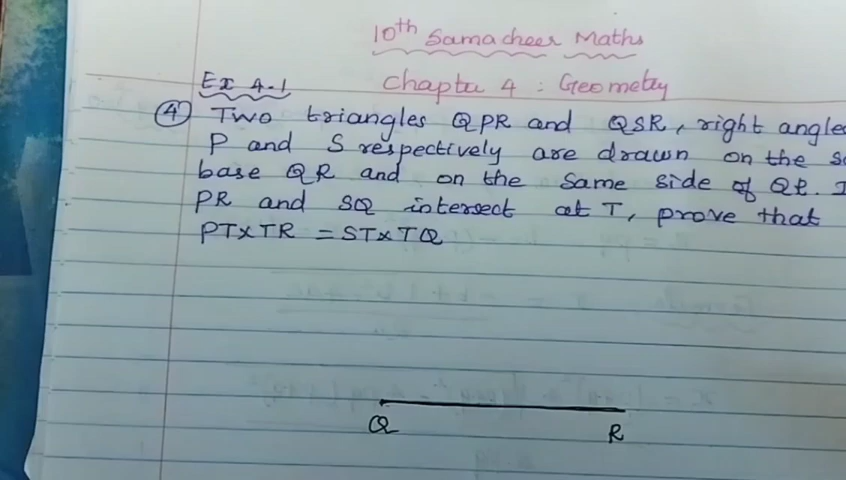 10th Samacheer Maths
Ex 4.1 Chapter 4 : Geometry
④ Two triangles QPR and QSR, right angle
P and S respectively are drawn on the sa
base QR and on the same side of QR. I
PR and SQ intersect at T, prove that
PT×TR = ST×TQ
Q R